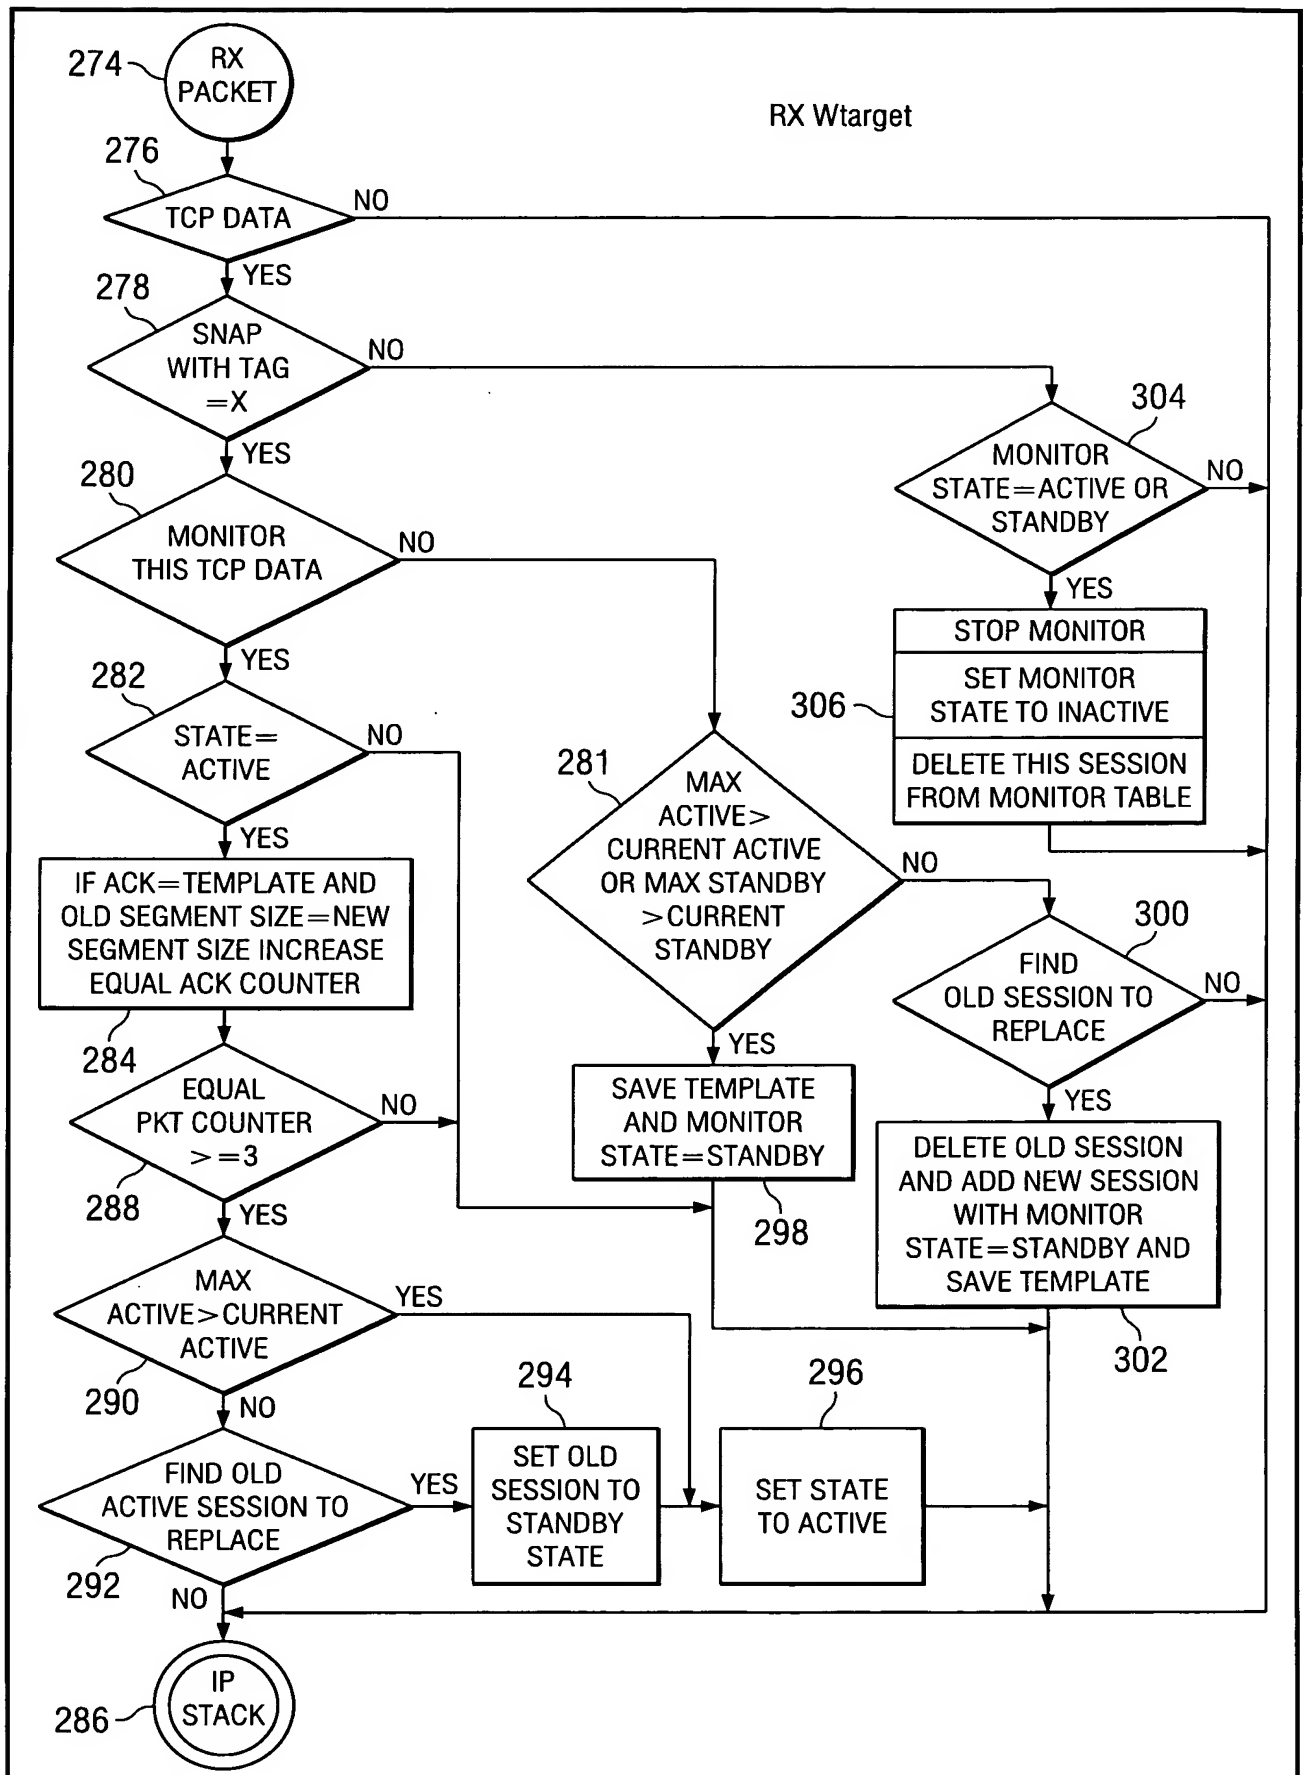 274
RX
PACKET
RX Wtarget
276
TCP DATA
NO
YES
278
SNAP
WITH TAG
=X
NO
YES
304
MONITOR
STATE=ACTIVE OR
STANDBY
NO
YES
280
MONITOR
THIS TCP DATA
NO
YES
306
STOP MONITOR
SET MONITOR
STATE TO INACTIVE
DELETE THIS SESSION
FROM MONITOR TABLE
282
STATE=
ACTIVE
NO
YES
281
MAX
ACTIVE>
CURRENT ACTIVE
OR MAX STANDBY
>CURRENT
STANDBY
NO
YES
IF ACK=TEMPLATE AND
OLD SEGMENT SIZE=NEW
SEGMENT SIZE INCREASE
EQUAL ACK COUNTER
284
300
FIND
OLD SESSION TO
REPLACE
NO
YES
EQUAL
PKT COUNTER
>=3
288
NO
YES
SAVE TEMPLATE
AND MONITOR
STATE=STANDBY
298
DELETE OLD SESSION
AND ADD NEW SESSION
WITH MONITOR
STATE=STANDBY AND
SAVE TEMPLATE
302
MAX
ACTIVE>CURRENT
ACTIVE
290
YES
NO
FIND OLD
ACTIVE SESSION TO
REPLACE
292
YES
NO
294
SET OLD
SESSION TO
STANDBY
STATE
296
SET STATE
TO ACTIVE
IP
STACK
286